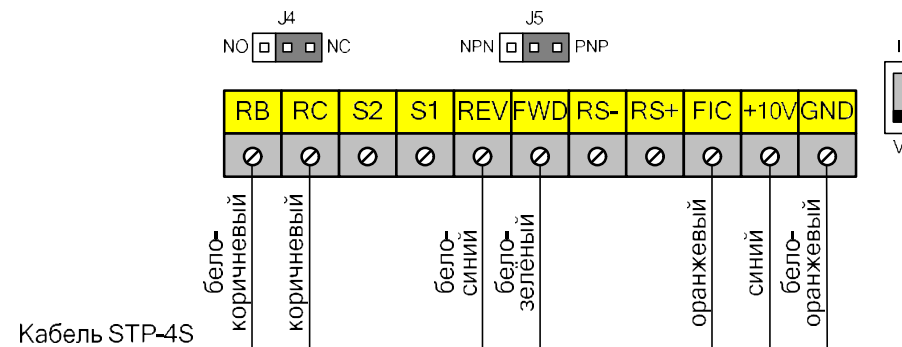 J4
J5
NO
NC
NPN
PNP
I
RB RC S2 S1 REV FWD RS- RS+ FIC +10V GND
V
бело-
коричневый
коричневый
бело-
синий
бело-
зелёный
оранжевый
синий
бело-
оранжевый
Кабель STP-4S